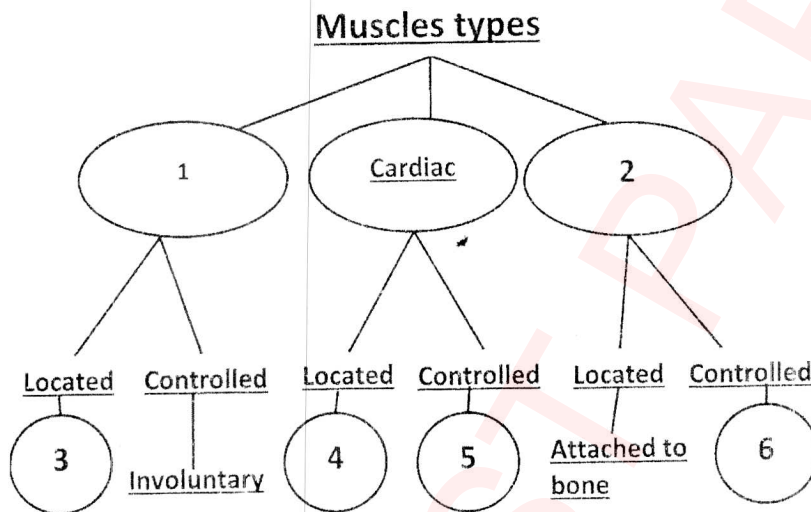 Muscles types
1
Cardiac
2
Located
Controlled
Located
Controlled
Located
Controlled
3
Involuntary
4
5
Attached to
bone
6